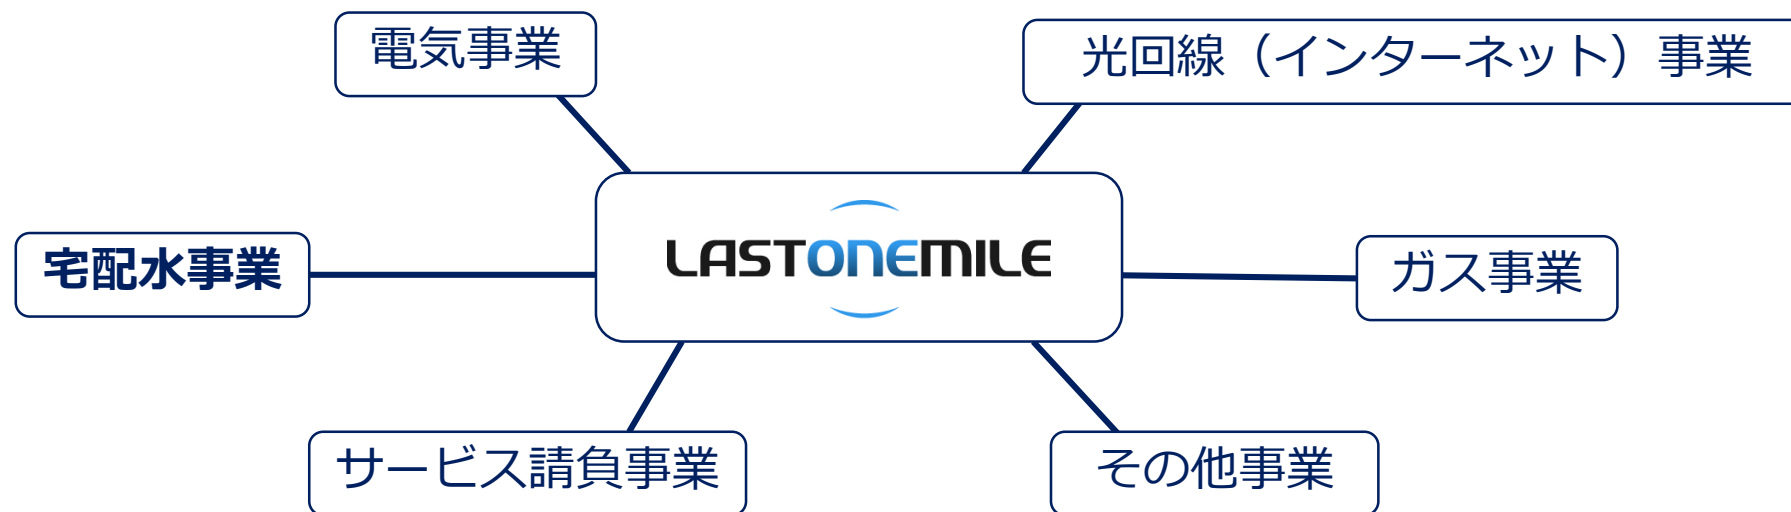 電気事業
光回線（インターネット）事業
LASTONEMILE
宅配水事業
ガス事業
サービス請負事業
その他事業